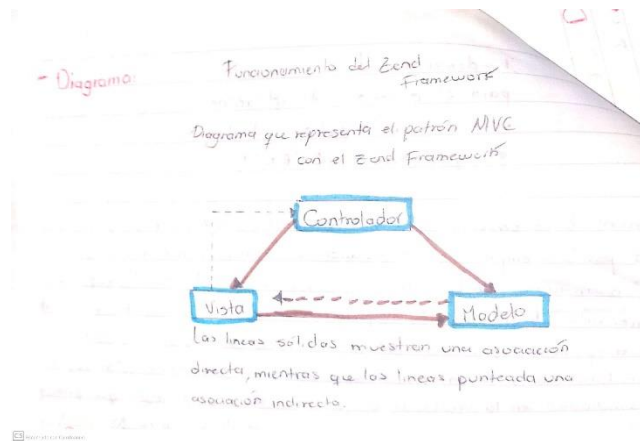 - Diagrama:
Funcionamiento del Zend
Framework
Diagrama que representa el patrón MVC
con el Zend Framework
Controlador
Vista
Modelo
Las lineas solidas muestran una asociación
directa, mientras que las lineas punteada una
asociación indirecta.